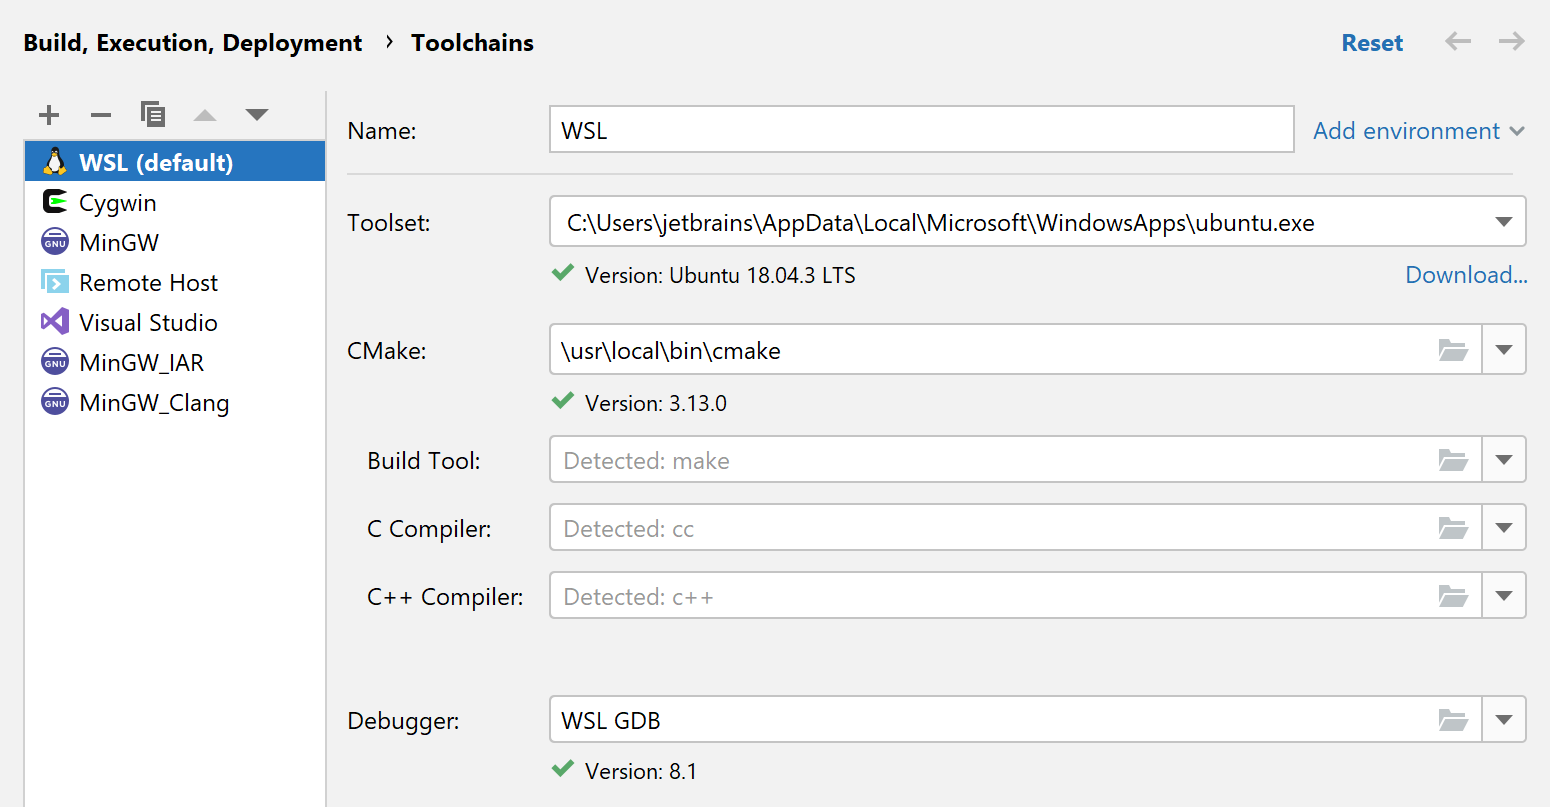 Build, Execution, Deployment › Toolchains
Reset
WSL (default)
Cygwin
GNU MinGW
Remote Host
Visual Studio
GNU MinGW_IAR
GNU MinGW_Clang
Name: WSL Add environment
Toolset: C:\Users\jetbrains\AppData\Local\Microsoft\WindowsApps\ubuntu.exe
Version: Ubuntu 18.04.3 LTS Download...
CMake: \usr\local\bin\cmake
Version: 3.13.0
Build Tool: Detected: make
C Compiler: Detected: cc
C++ Compiler: Detected: c++
Debugger: WSL GDB
Version: 8.1